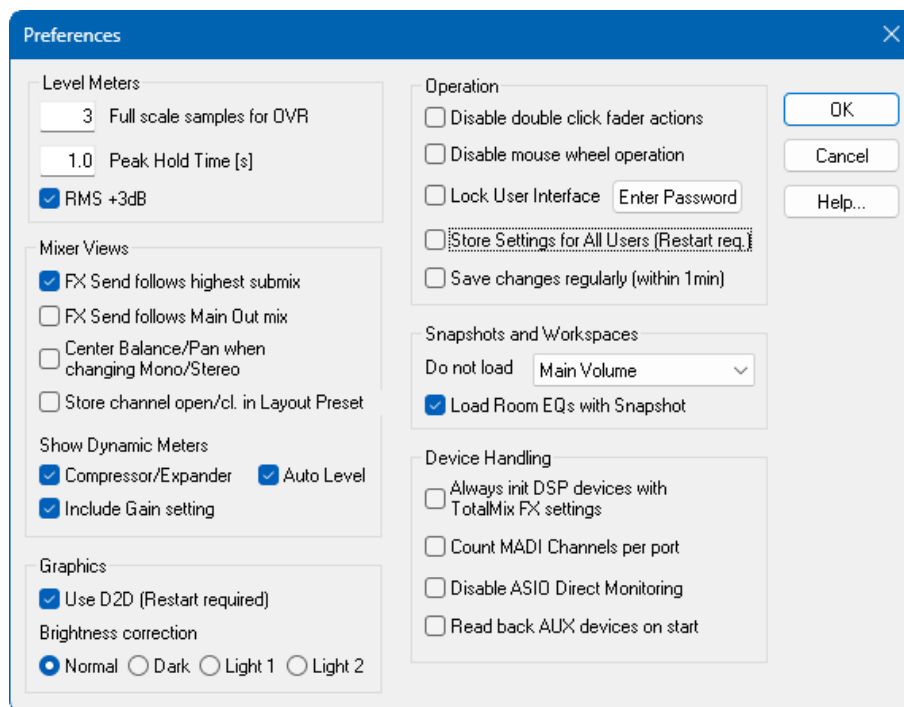 Preferences
Level Meters
3 Full scale samples for OVR
1.0 Peak Hold Time [s]
RMS +3dB
Mixer Views
FX Send follows highest submix
FX Send follows Main Out mix
Center Balance/Pan when
changing Mono/Stereo
Store channel open/cl. in Layout Preset
Show Dynamic Meters
Compressor/Expander Auto Level
Include Gain setting
Graphics
Use D2D (Restart required)
Brightness correction
Normal Dark Light 1 Light 2
Operation
Disable double click fader actions
Disable mouse wheel operation
Lock User Interface Enter Password
Store Settings for All Users (Restart req.)
Save changes regularly (within 1min)
Snapshots and Workspaces
Do not load Main Volume
Load Room EQs with Snapshot
Device Handling
Always init DSP devices with
TotalMix FX settings
Count MADI Channels per port
Disable ASIO Direct Monitoring
Read back AUX devices on start
OK
Cancel
Help...